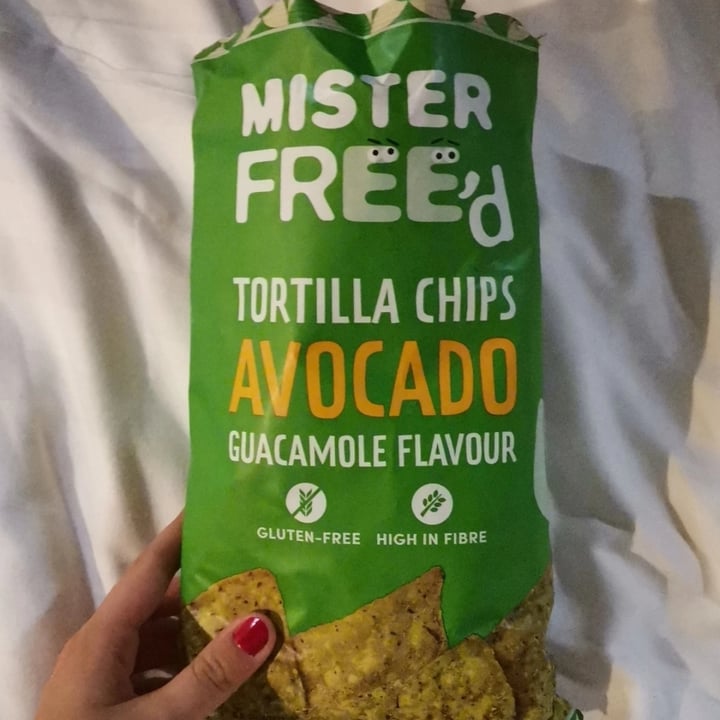 MISTER
FREE'd
TORTILLA CHIPS
AVOCADO
GUACAMOLE FLAVOUR
GLUTEN-FREE HIGH IN FIBRE